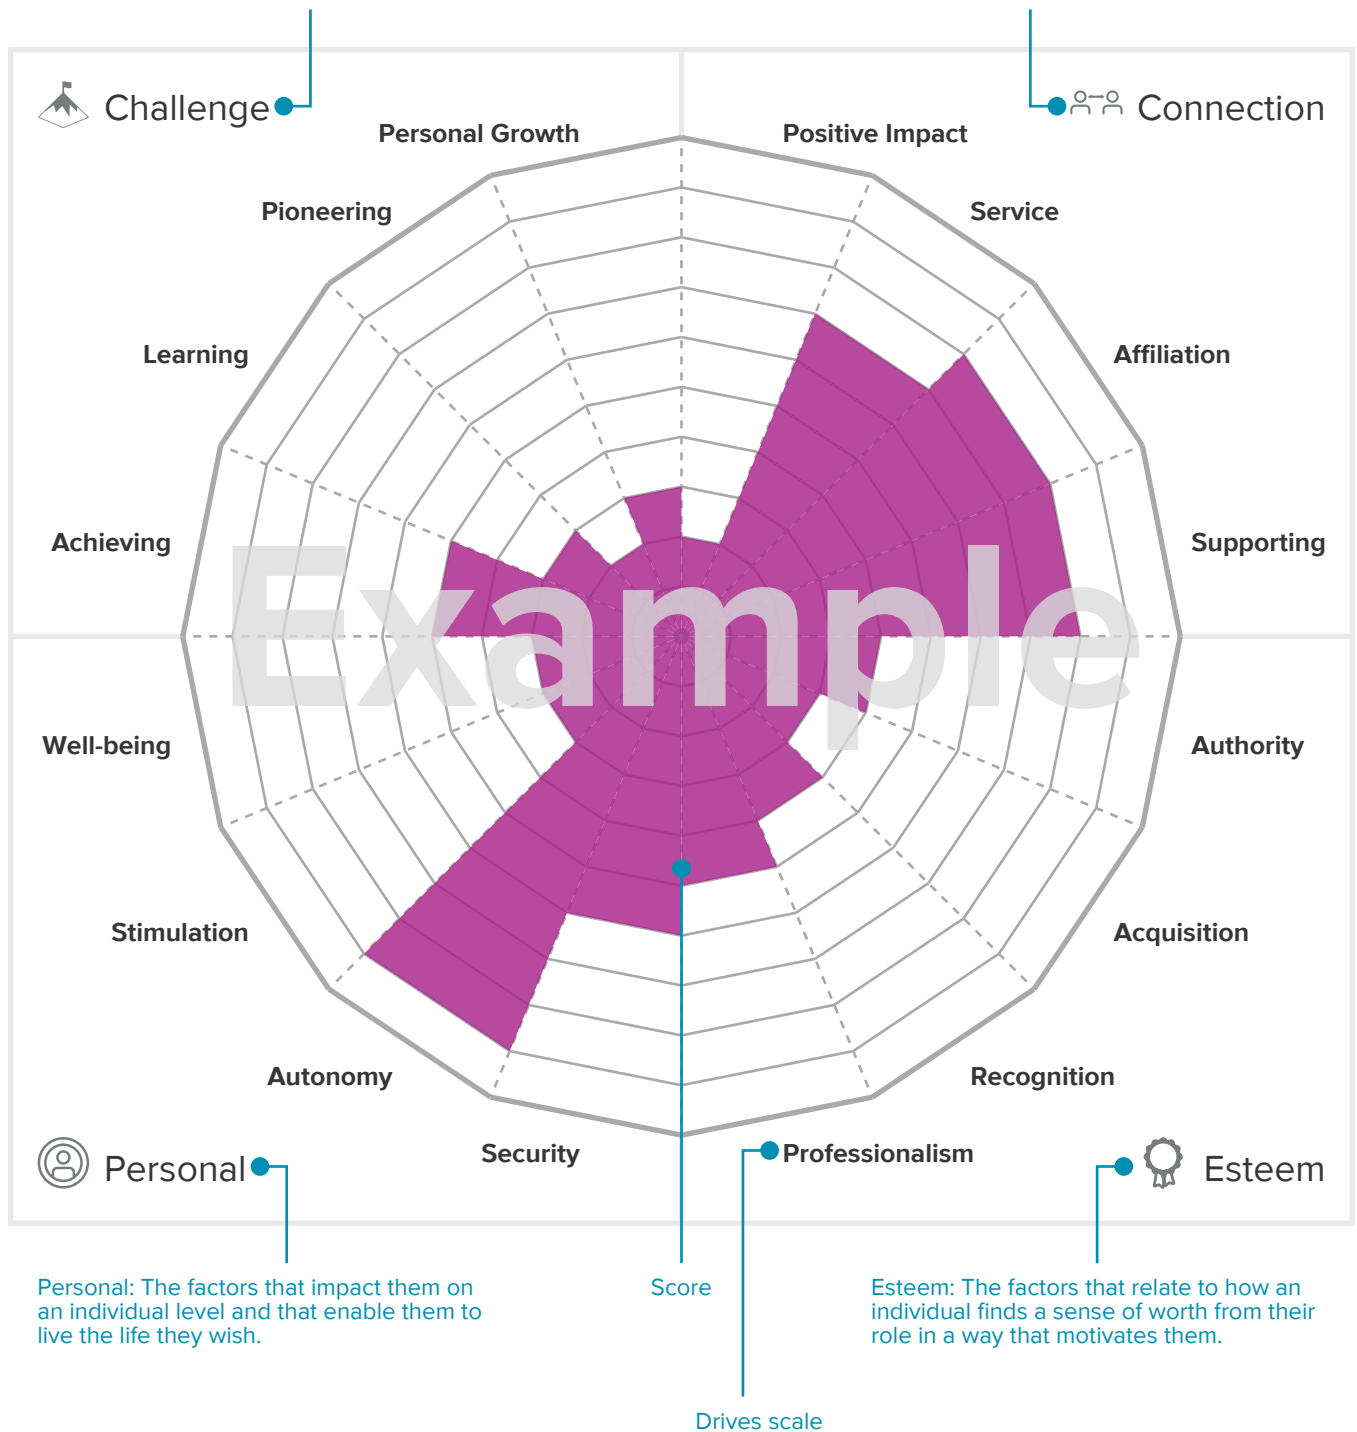 Challenge
Connection
Personal Growth
Positive Impact
Pioneering
Service
Learning
Affiliation
Achieving
Supporting
Example
Well-being
Authority
Stimulation
Acquisition
Autonomy
Recognition
Security
Professionalism
Personal
Esteem
Personal: The factors that impact them on
an individual level and that enable them to
live the life they wish.
Score
Esteem: The factors that relate to how an
individual finds a sense of worth from their
role in a way that motivates them.
Drives scale